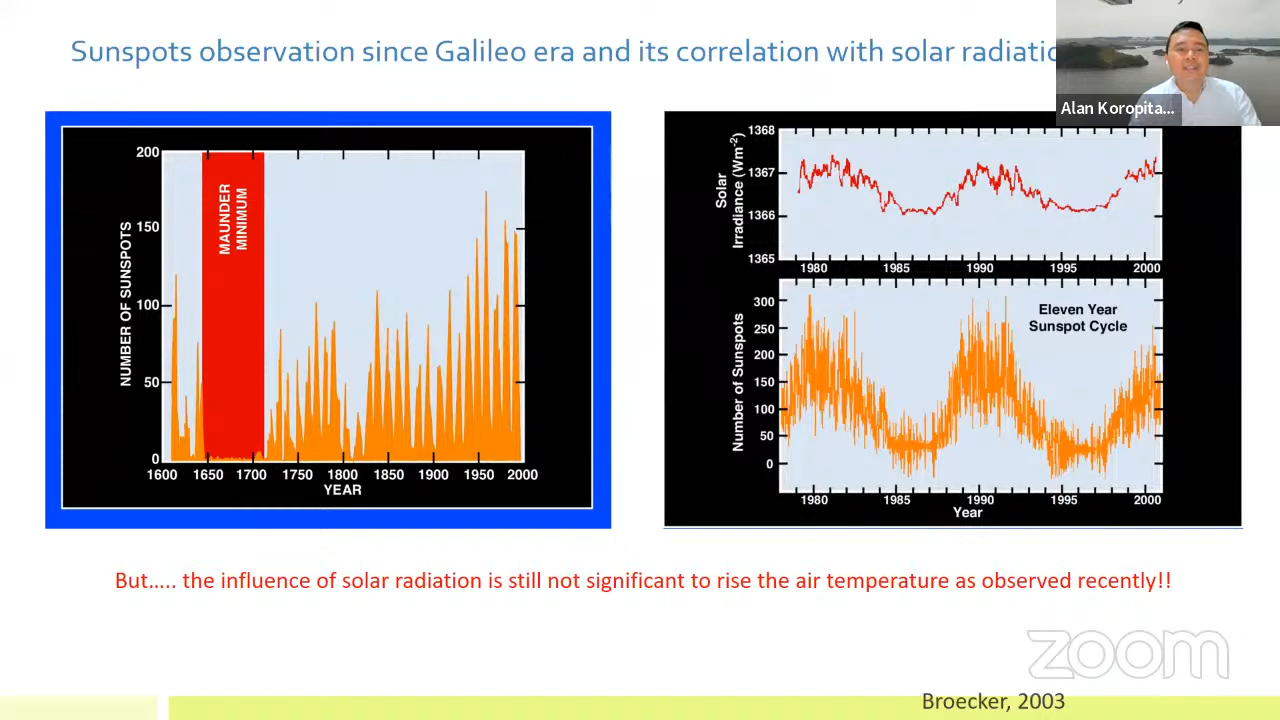 Sunspots observation since Galileo era and its correlation with solar radiatio
Alan Koropita...
200
150
100
50
0
NUMBER OF SUNSPOTS
MAUNDER
MINIMUM
1600 1650 1700 1750 1800 1850 1900 1950 2000
YEAR
Solar
Irradiance (Wm-2)
1368
1367
1366
1365
1980 1985 1990 1995 2000
Number of Sunspots
300
250
200
150
100
50
0
Eleven Year
Sunspot Cycle
1980 1985 1990 1995 2000
Year
But..... the influence of solar radiation is still not significant to rise the air temperature as observed recently!!
zoom
Broecker, 2003